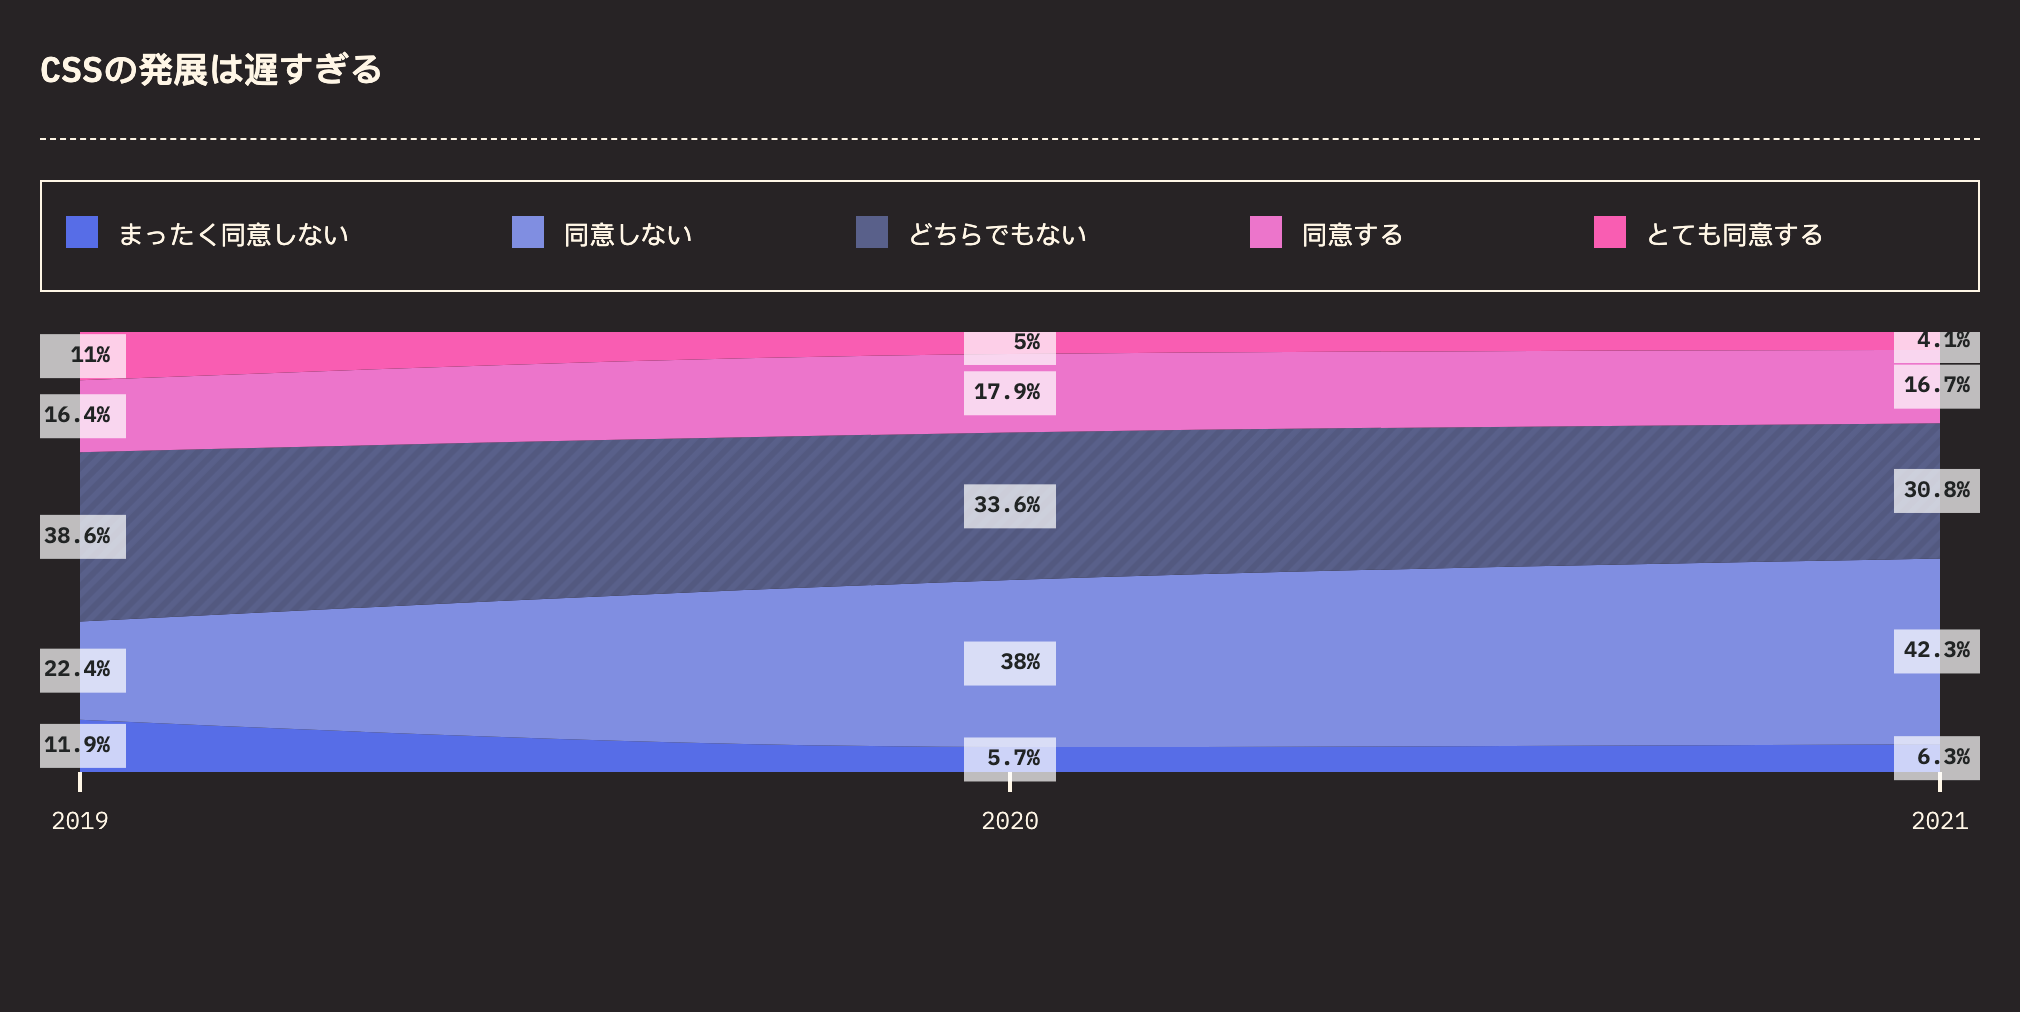 CSSの発展は遅すぎる
まったく同意しない 同意しない どちらでもない 同意する とても同意する
11% 5% 4.1%
16.4% 17.9% 16.7%
38.6% 33.6% 30.8%
22.4% 38% 42.3%
11.9% 5.7% 6.3%
2019 2020 2021